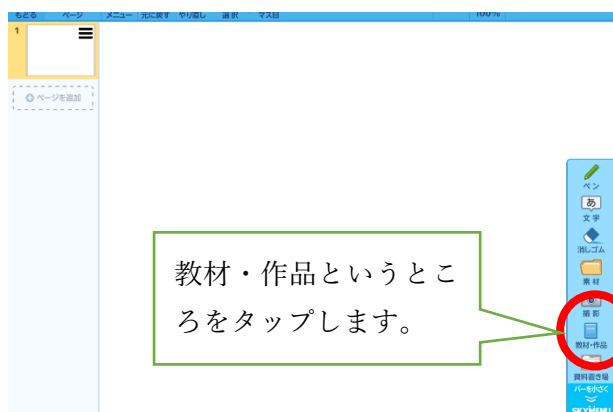 もどる ページ メニュー 元に戻す やり直し 選択 マス目 100%
1
ページを追加
ペン
あ
文字
消しゴム
素材
撮影
教材・作品
資料置き場
バーを小さく
SKYMENU
教材・作品というとこ
ろをタップします。